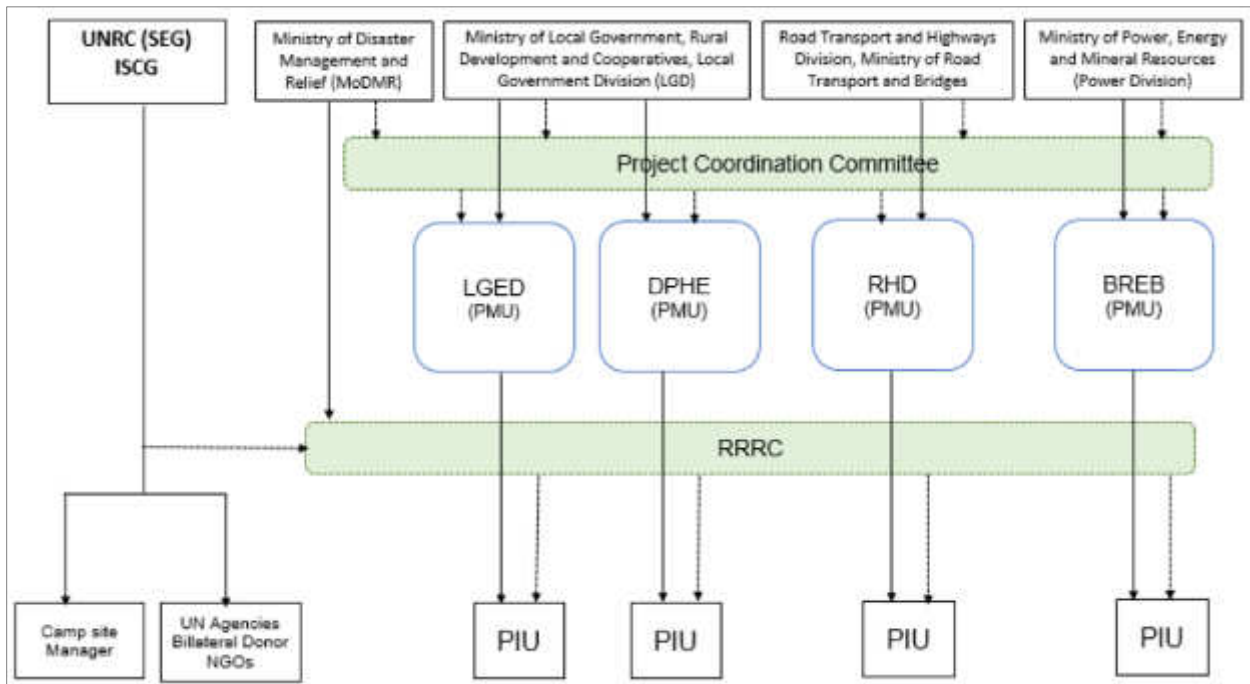 UNRC (SEG)
ISCG
Ministry of Disaster
Management and
Relief (MoDMR)
Ministry of Local Government, Rural
Development and Cooperatives, Local
Government Division (LGD)
Road Transport and Highways
Division, Ministry of Road
Transport and Bridges
Ministry of Power, Energy
and Mineral Resources
(Power Division)
Project Coordination Committee
LGED
(PMU)
DPHE
(PMU)
RHD
(PMU)
BREB
(PMU)
RRRC
Camp site
Manager
UN Agencies
Billateral Donor
NGOs
PIU
PIU
PIU
PIU